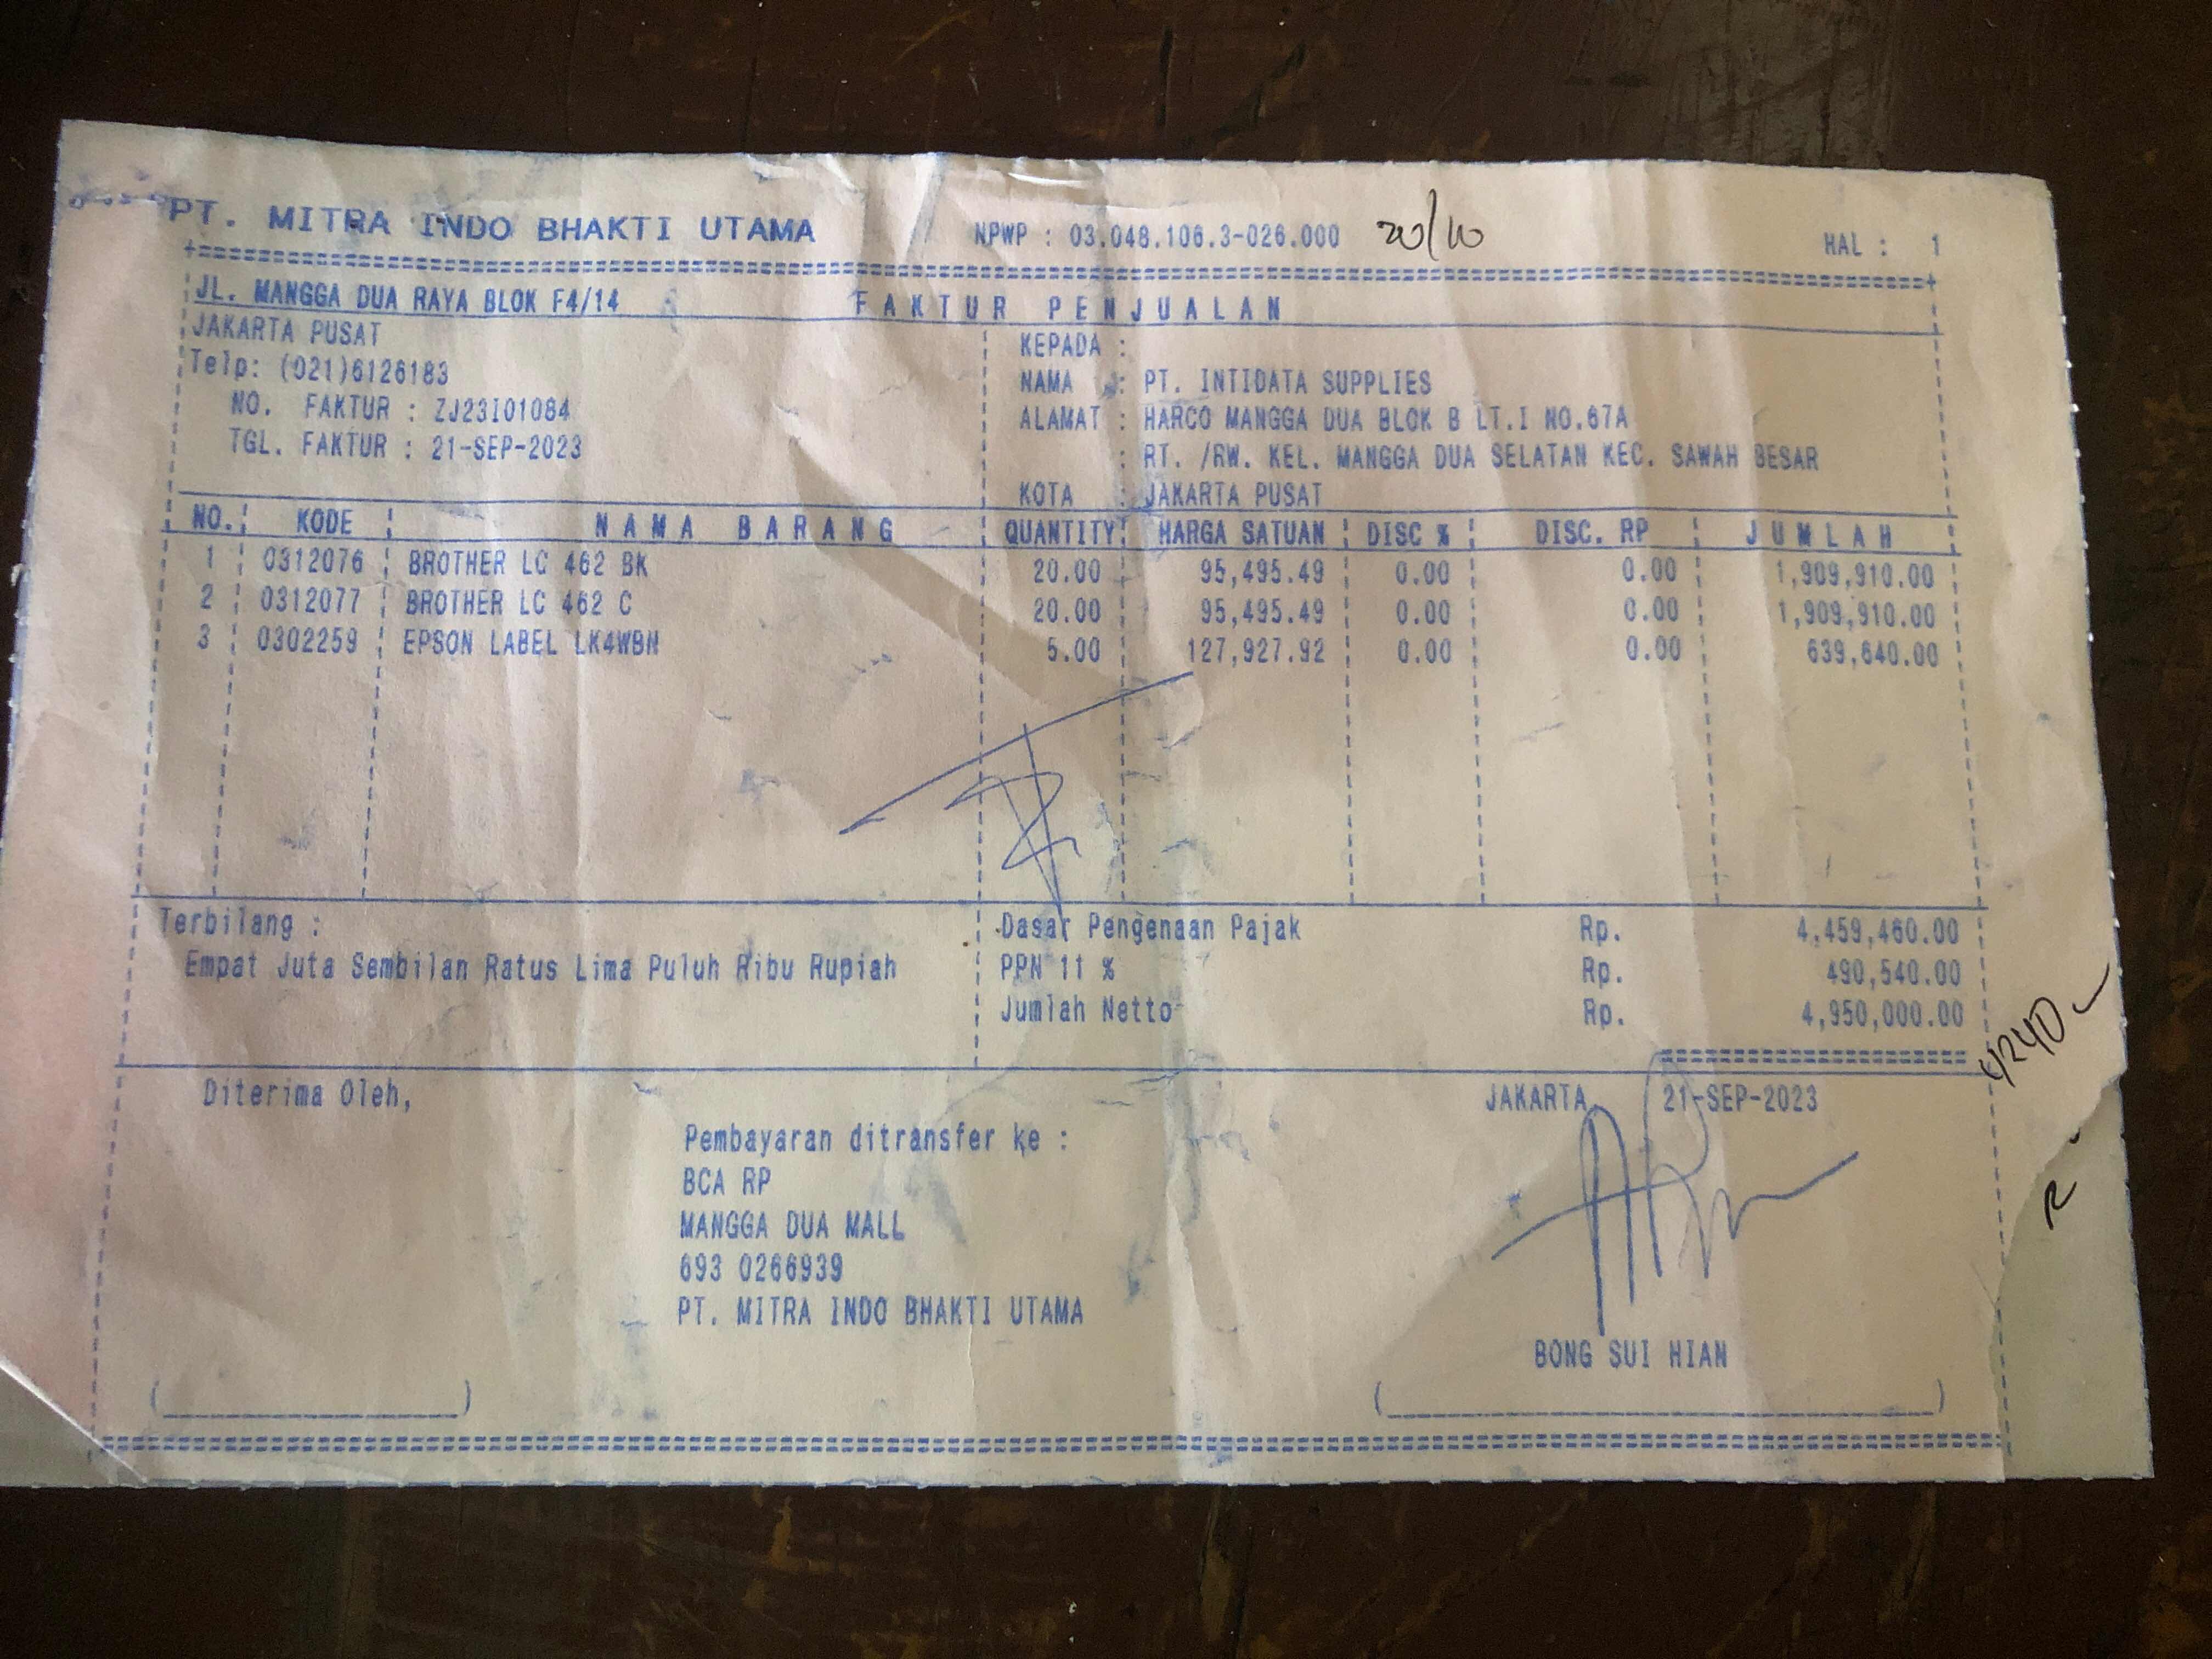 PT. MITRA INDO BHAKTI UTAMA NPWP : 03.048.106.3-026.000 20/10 HAL : 1
JL. MANGGA DUA RAYA BLOK F4/14 FAKTUR PENJUALAN
JAKARTA PUSAT
Telp: (021)6126183
NO. FAKTUR : ZJ23I01084
TGL. FAKTUR : 21-SEP-2023
KEPADA :
NAMA : PT. INTIDATA SUPPLIES
ALAMAT : HARCO MANGGA DUA BLOK B LT.I NO.67A
: RT. /RW. KEL. MANGGA DUA SELATAN KEC. SAWAH BESAR
KOTA : JAKARTA PUSAT
NO. KODE NAMA BARANG QUANTITY HARGA SATUAN DISC % DISC. RP JUMLAH
1 0312076 BROTHER LC 462 BK 20.00 95,495.49 0.00 0.00 1,909,910.00
2 0312077 BROTHER LC 462 C 20.00 95,495.49 0.00 0.00 1,909,910.00
3 0302259 EPSON LABEL LK4WBN 5.00 127,927.92 0.00 0.00 639,640.00
Terbilang :
Empat Juta Sembilan Ratus Lima Puluh Ribu Rupiah
Dasar Pengenaan Pajak Rp. 4,459,460.00
PPN 11 % Rp. 490,540.00
Jumlah Netto Rp. 4,950,000.00
Diterima Oleh,
Pembayaran ditransfer ke :
BCA RP
MANGGA DUA MALL
693 0266939
PT. MITRA INDO BHAKTI UTAMA
JAKARTA, 21-SEP-2023
BONG SUI HIAN